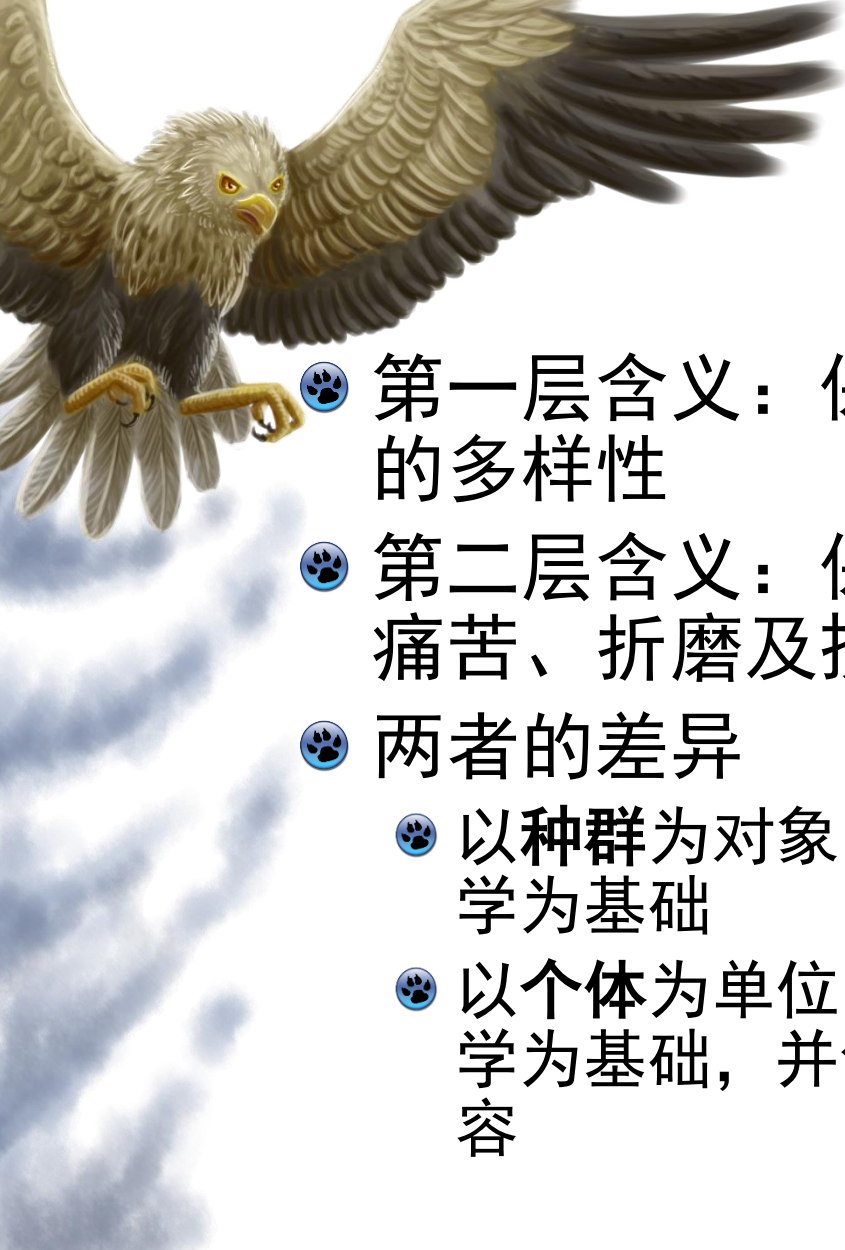 第一层含义：
的多样性
第二层含义：
痛苦、折磨及
两者的差异
以种群为对象
学为基础
以个体为单位
学为基础，并
容